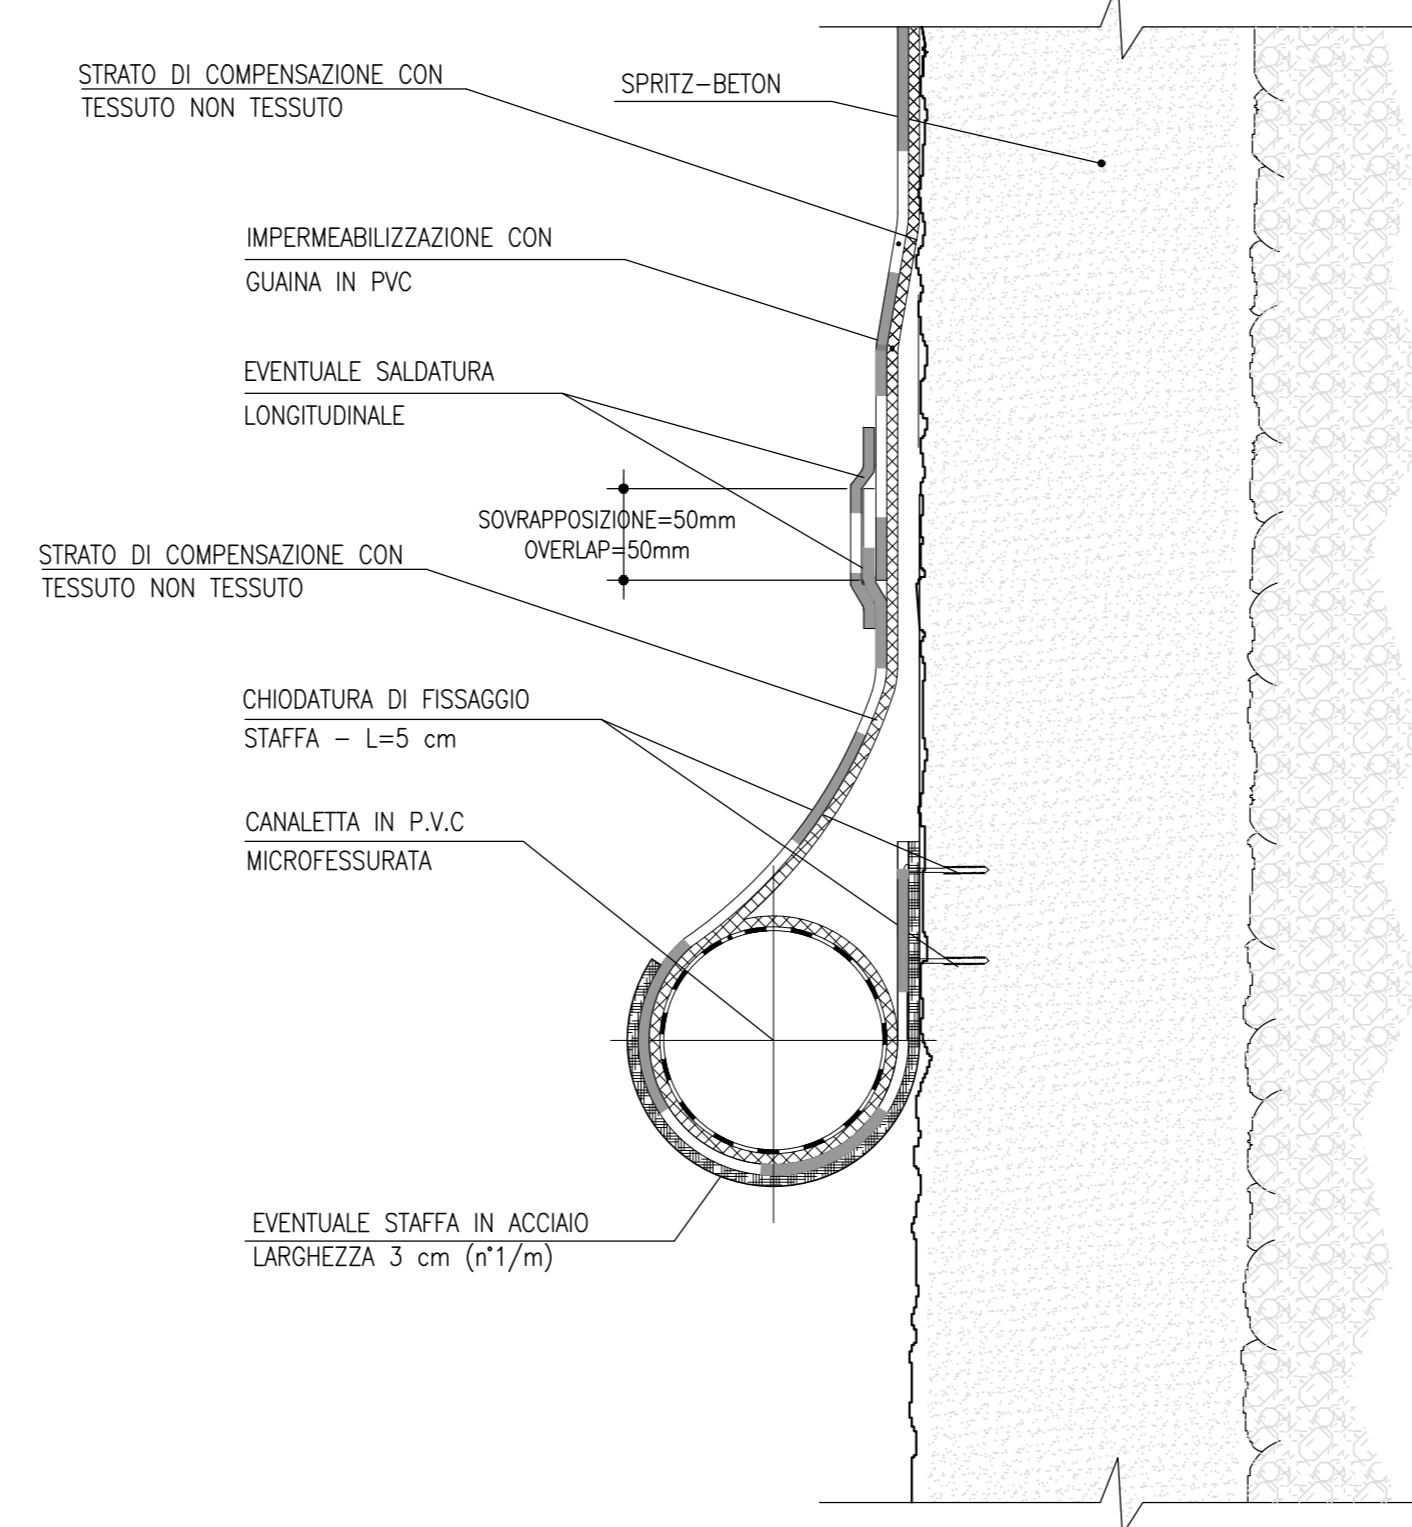 STRATO DI COMPENSAZIONE CON
TESSUTO NON TESSUTO
SPRITZ-BETON
IMPERMEABILIZZAZIONE CON
GUAINA IN PVC
EVENTUALE SALDATURA
LONGITUDINALE
SOVRAPPOSIZIONE=50mm
OVERLAP=50mm
STRATO DI COMPENSAZIONE CON
TESSUTO NON TESSUTO
CHIODATURA DI FISSAGGIO
STAFFA - L=5 cm
CANALETTA IN P.V.C
MICROFESSURATA
EVENTUALE STAFFA IN ACCIAIO
LARGHEZZA 3 cm (n°1/m)